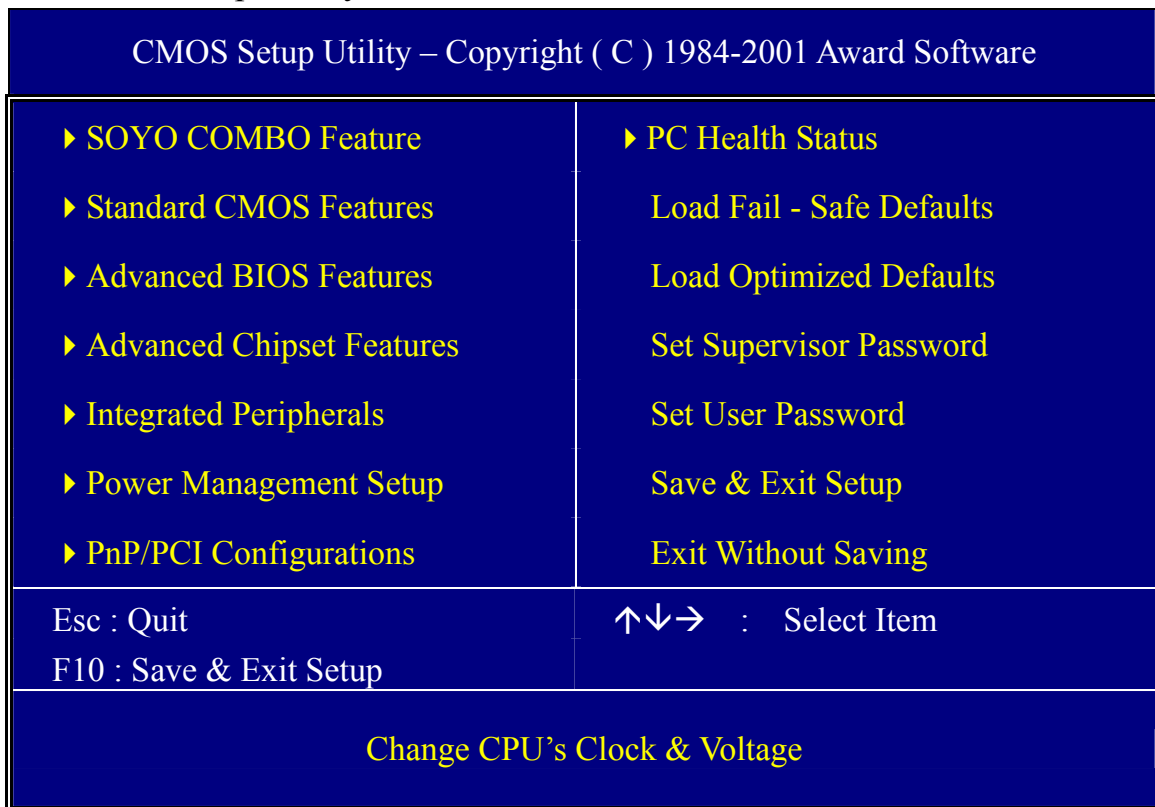 CMOS Setup Utility – Copyright ( C ) 1984-2001 Award Software
SOYO COMBO Feature
Standard CMOS Features
Advanced BIOS Features
Advanced Chipset Features
Integrated Peripherals
Power Management Setup
PnP/PCI Configurations
PC Health Status
Load Fail - Safe Defaults
Load Optimized Defaults
Set Supervisor Password
Set User Password
Save & Exit Setup
Exit Without Saving
Esc : Quit
F10 : Save & Exit Setup
↑↓→ : Select Item
Change CPU’s Clock & Voltage